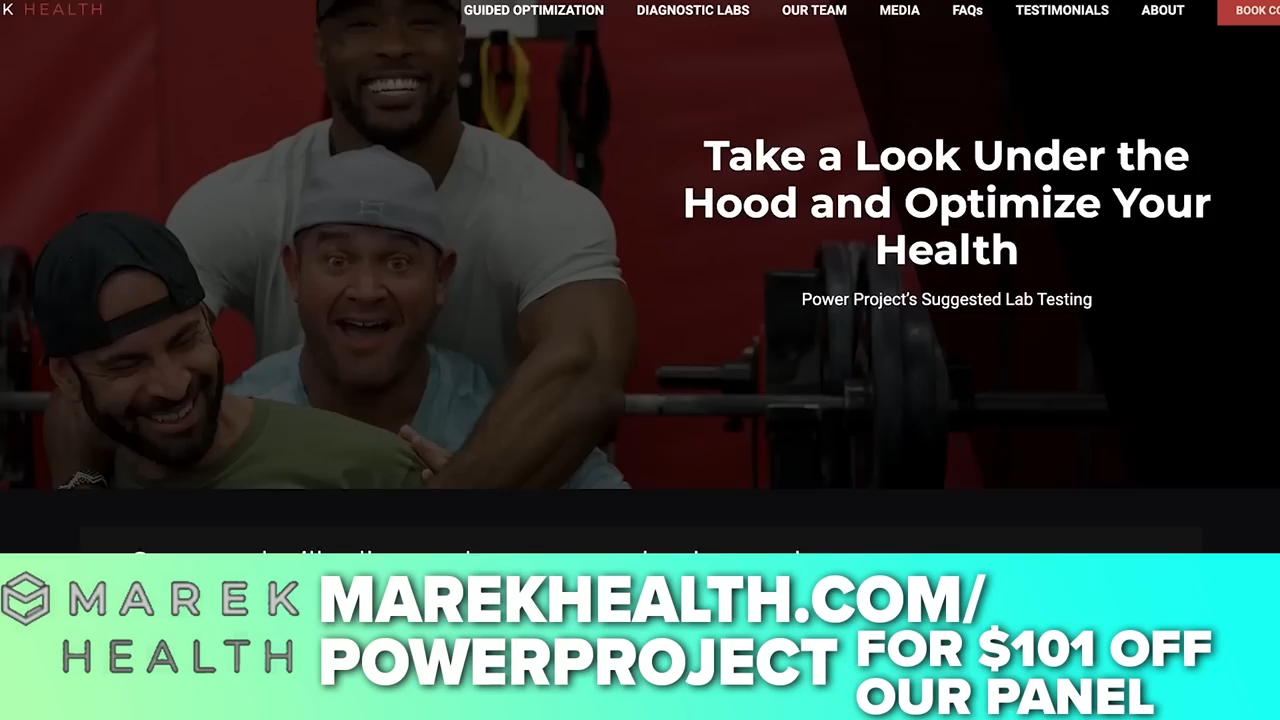 K HEALTH
GUIDED OPTIMIZATION DIAGNOSTIC LABS OUR TEAM MEDIA FAQs TESTIMONIALS ABOUT BOOK CO
Take a Look Under the
Hood and Optimize Your
Health
Power Project's Suggested Lab Testing
MAREK
HEALTH
MAREKHEALTH.COM/
POWERPROJECT
FOR $101 OFF
OUR PANEL